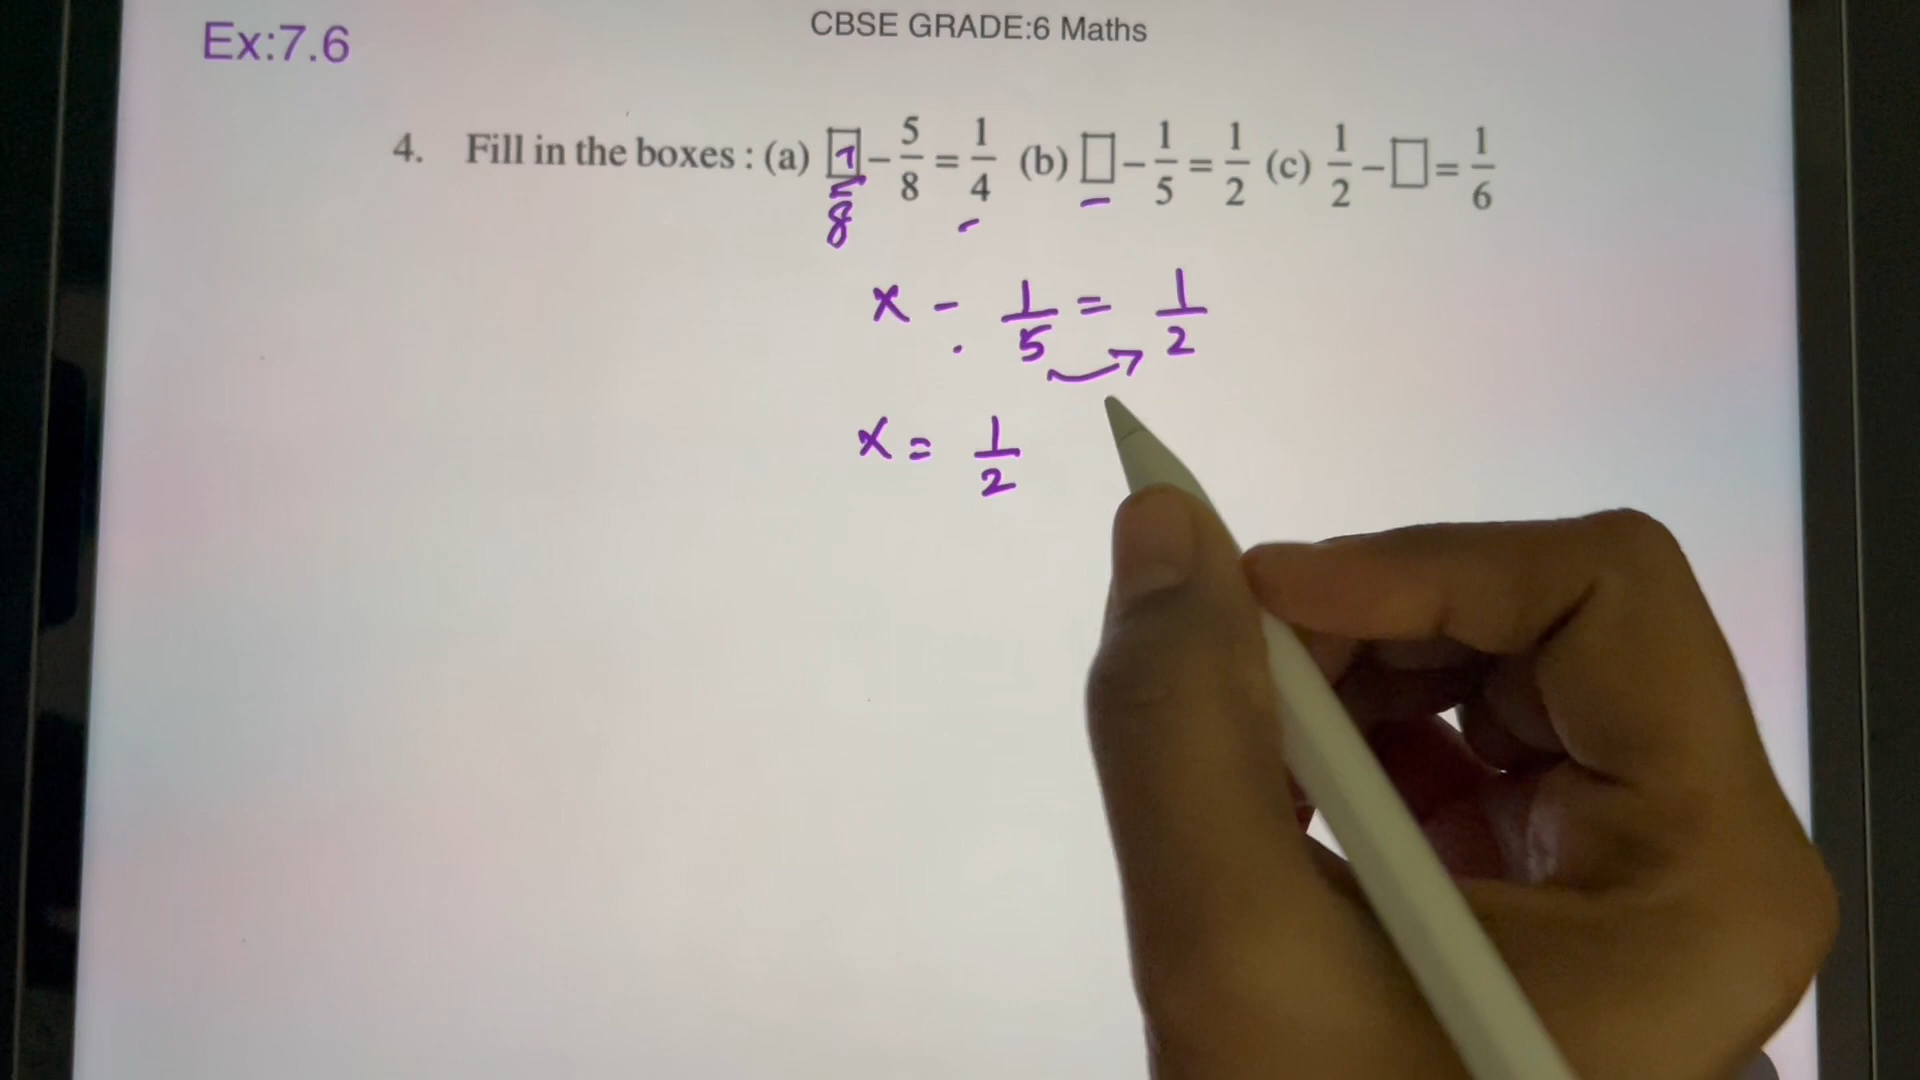 CBSE GRADE:6 Maths
Ex:7.6
4. Fill in the boxes : (a) □ 7/8 − 5/8 = 1/4 (b) □ − 1/5 = 1/2 (c) 1/2 − □ = 1/6
x − 1/5 = 1/2
x = 1/2